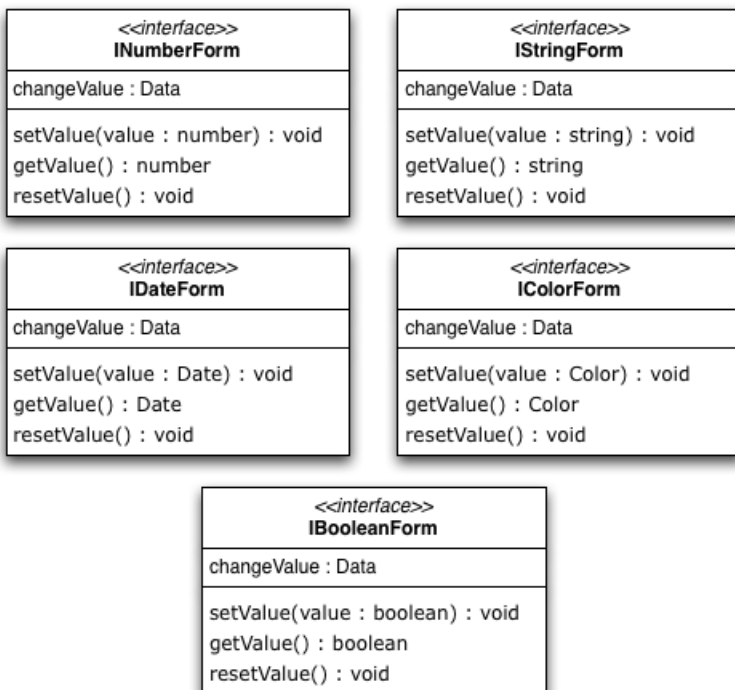 <<interface>>
INumberForm
changeValue : Data
setValue(value : number) : void
getValue() : number
resetValue() : void
<<interface>>
IStringForm
changeValue : Data
setValue(value : string) : void
getValue() : string
resetValue() : void
<<interface>>
IDateForm
changeValue : Data
setValue(value : Date) : void
getValue() : Date
resetValue() : void
<<interface>>
IColorForm
changeValue : Data
setValue(value : Color) : void
getValue() : Color
resetValue() : void
<<interface>>
IBooleanForm
changeValue : Data
setValue(value : boolean) : void
getValue() : boolean
resetValue() : void